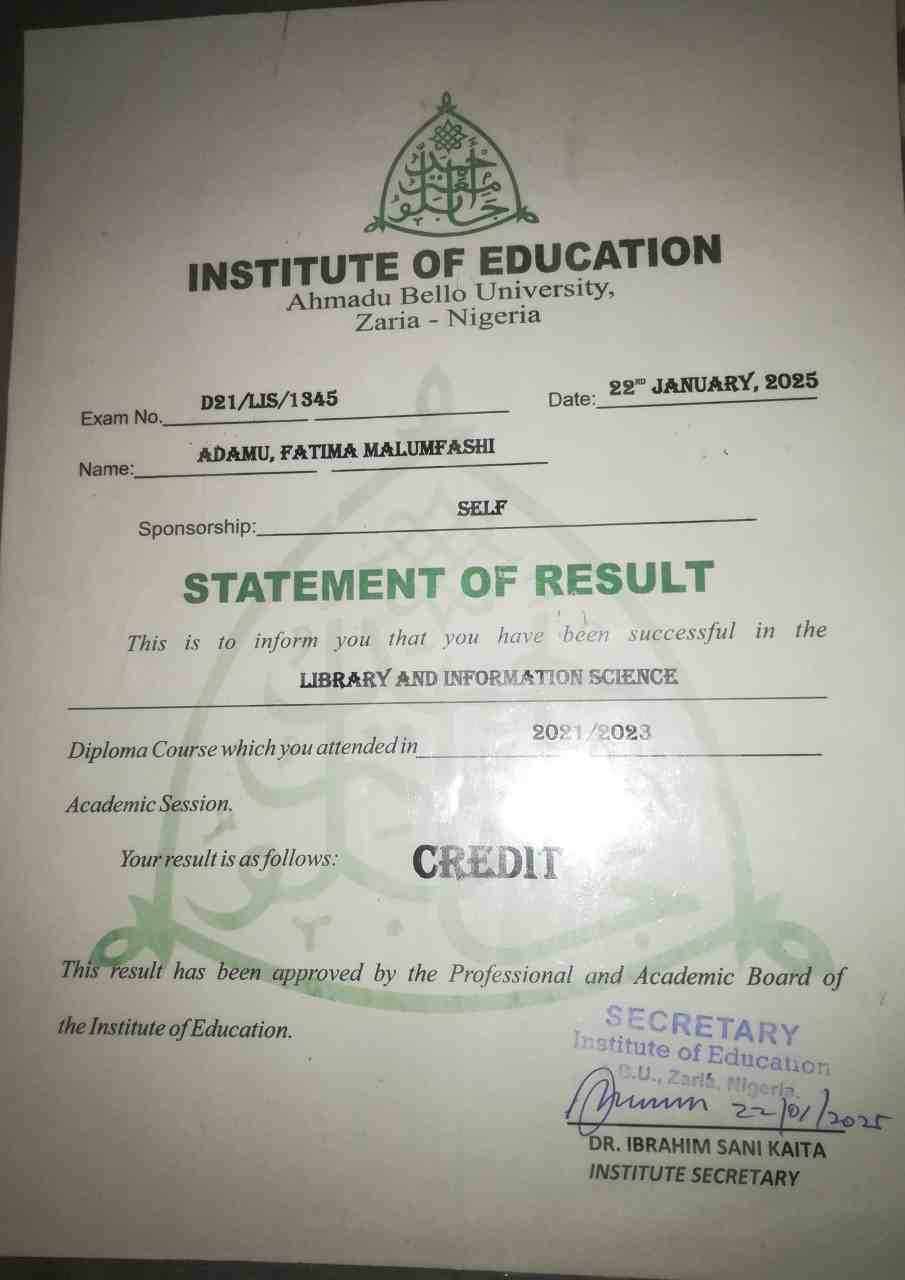 INSTITUTE OF EDUCATION
Ahmadu Bello University,
Zaria - Nigeria
Exam No. D21/LIS/1345 Date: 22ND JANUARY, 2025
Name: ADAMU, FATIMA MALUMFASHI
Sponsorship: SELF
STATEMENT OF RESULT
This is to inform you that you have been successful in the
LIBRARY AND INFORMATION SCIENCE
Diploma Course which you attended in 2021/2023
Academic Session.
Your result is as follows: CREDIT
This result has been approved by the Professional and Academic Board of
the Institute of Education.
SECRETARY
Institute of Education
B.U., Zaria, Nigeria.
22/01/2025
DR. IBRAHIM SANI KAITA
INSTITUTE SECRETARY